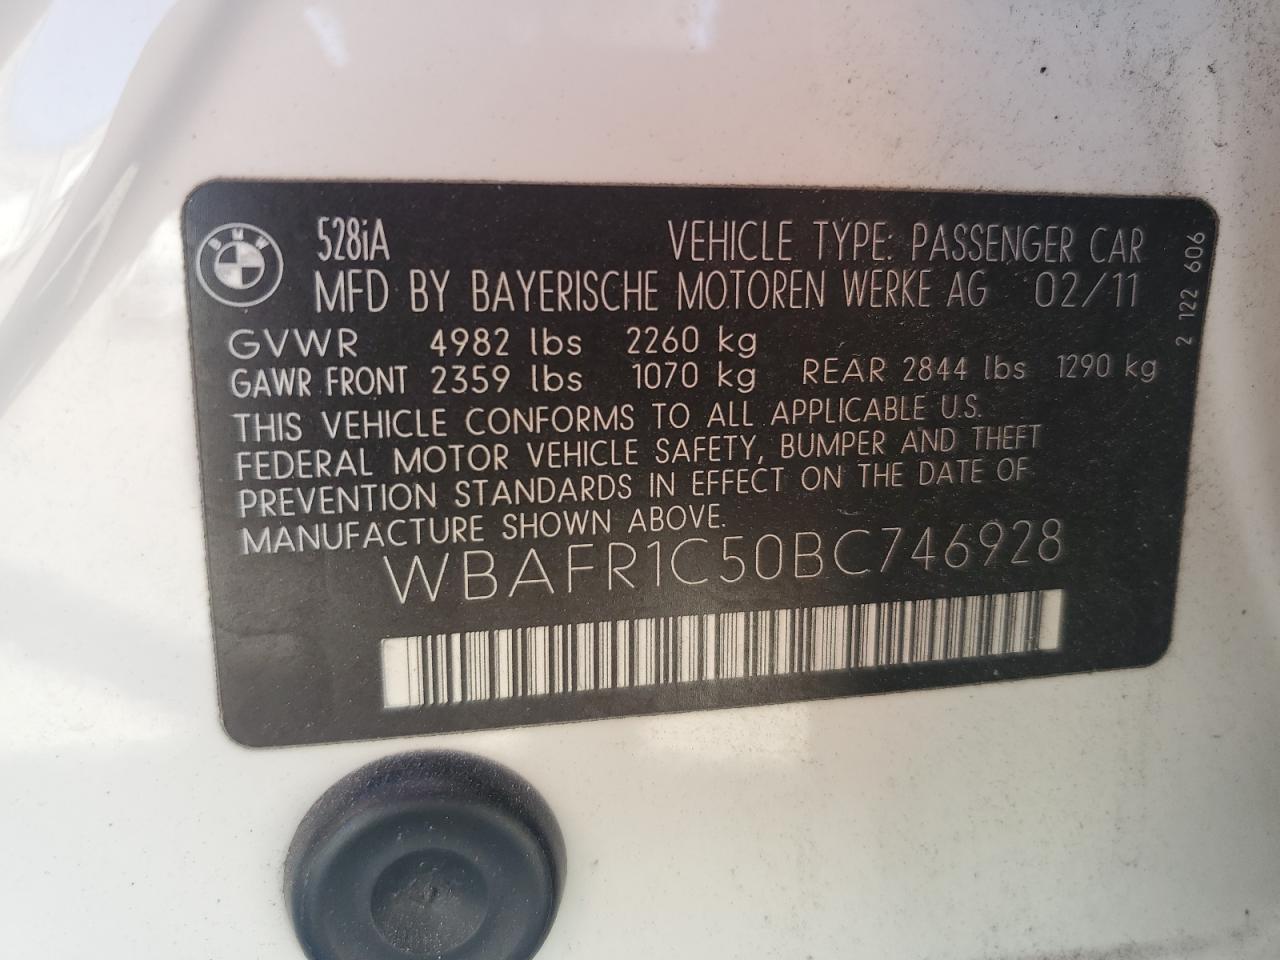 BMW
528iA VEHICLE TYPE: PASSENGER CAR
MFD BY BAYERISCHE MOTOREN WERKE AG 02/11
GVWR 4982 lbs 2260 kg
GAWR FRONT 2359 lbs 1070 kg REAR 2844 lbs 1290 kg
THIS VEHICLE CONFORMS TO ALL APPLICABLE U.S.
FEDERAL MOTOR VEHICLE SAFETY, BUMPER AND THEFT
PREVENTION STANDARDS IN EFFECT ON THE DATE OF
MANUFACTURE SHOWN ABOVE.
WBAFR1C50BC746928
2 122 606